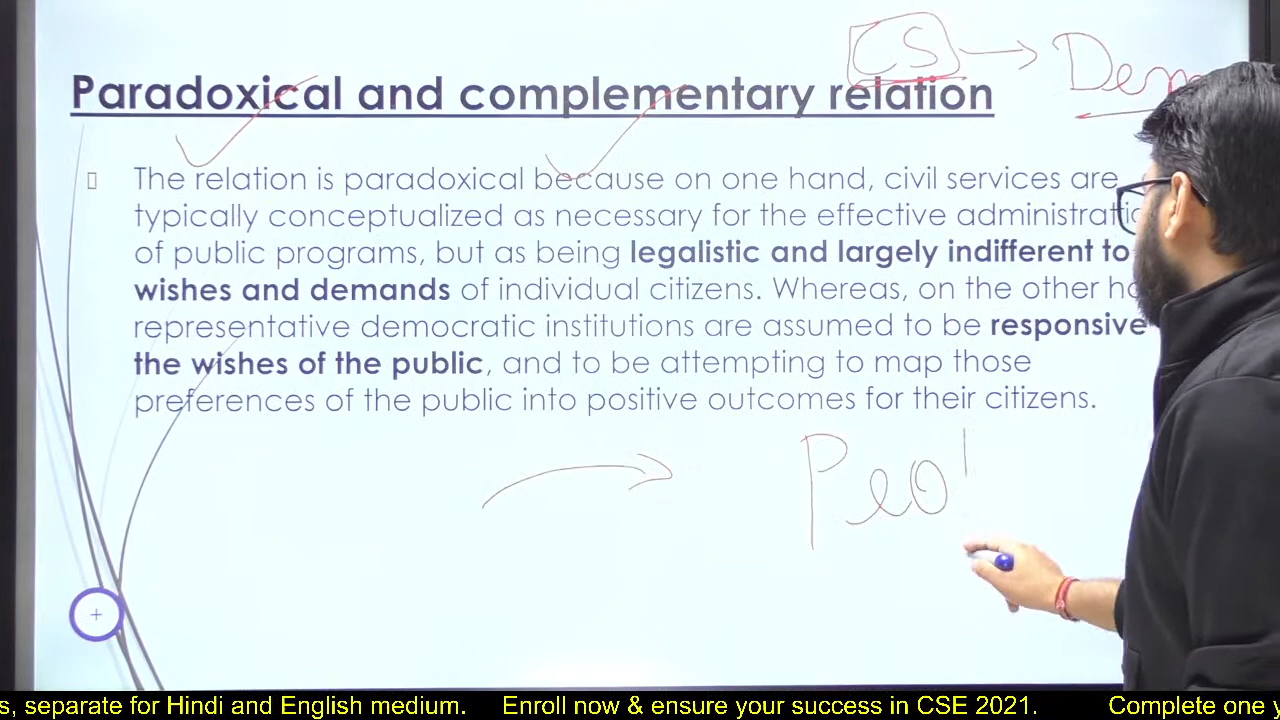 CS → Dem
Paradoxical and complementary relation
The relation is paradoxical because on one hand, civil services are
typically conceptualized as necessary for the effective administratio
of public programs, but as being legalistic and largely indifferent to
wishes and demands of individual citizens. Whereas, on the other ha
representative democratic institutions are assumed to be responsive
the wishes of the public, and to be attempting to map those
preferences of the public into positive outcomes for their citizens.
→ Peo
+
s, separate for Hindi and English medium. Enroll now & ensure your success in CSE 2021. Complete one y